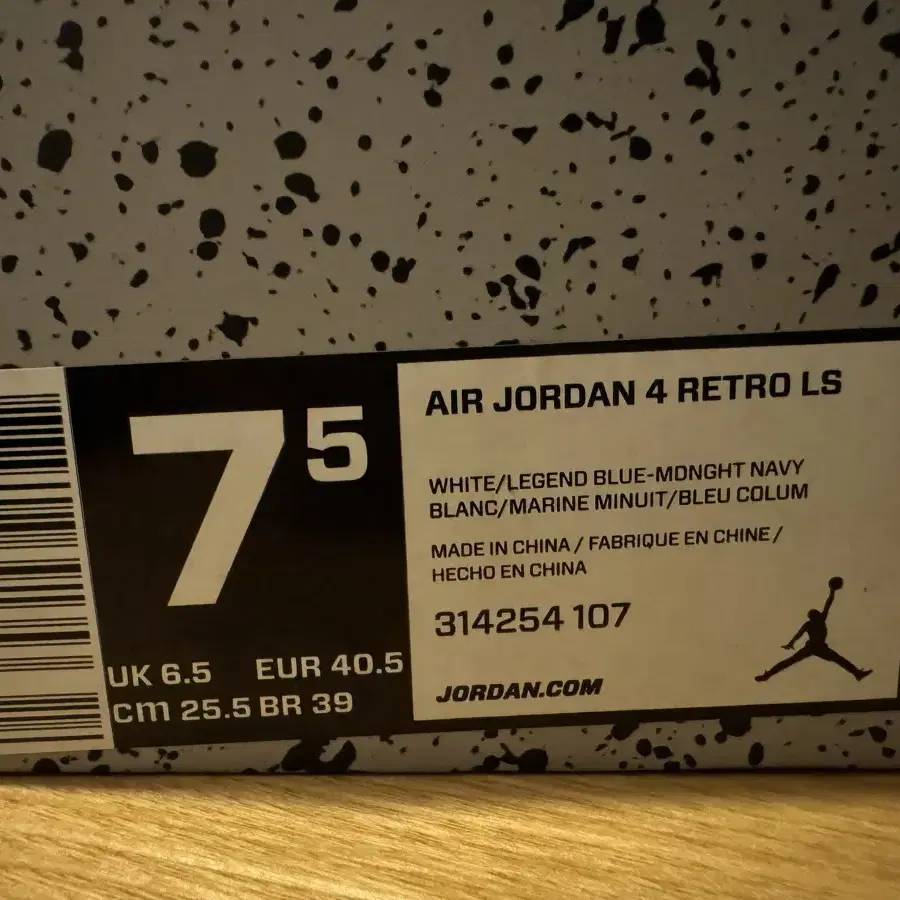 7 5
UK 6.5 EUR 40.5
cm 25.5 BR 39
AIR JORDAN 4 RETRO LS
WHITE/LEGEND BLUE-MDNGHT NAVY
BLANC/MARINE MINUIT/BLEU COLUM
MADE IN CHINA / FABRIQUE EN CHINE /
HECHO EN CHINA
314254 107
JORDAN.COM